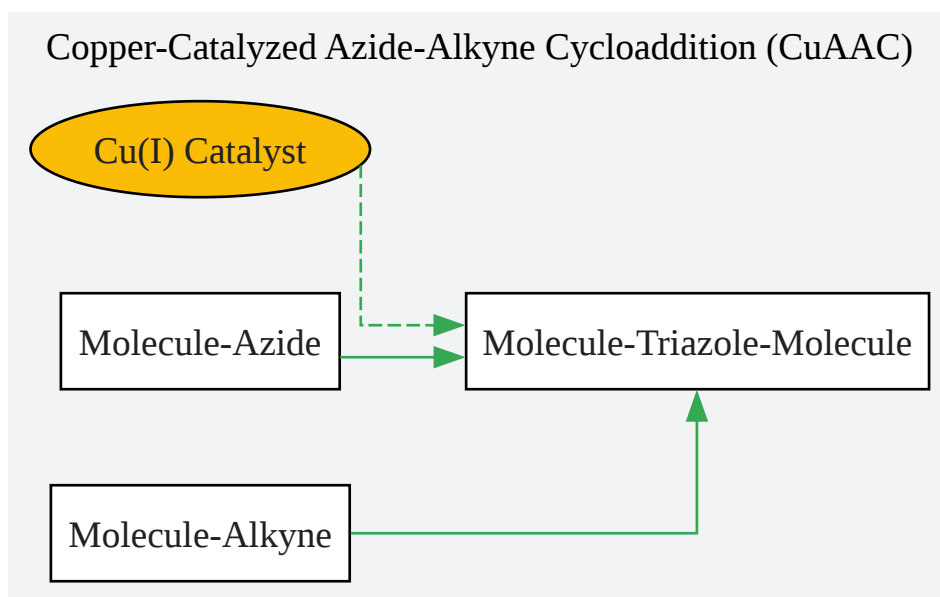 Copper-Catalyzed Azide-Alkyne Cycloaddition (CuAAC)
Cu(I) Catalyst
Molecule-Azide
Molecule-Triazole-Molecule
Molecule-Alkyne